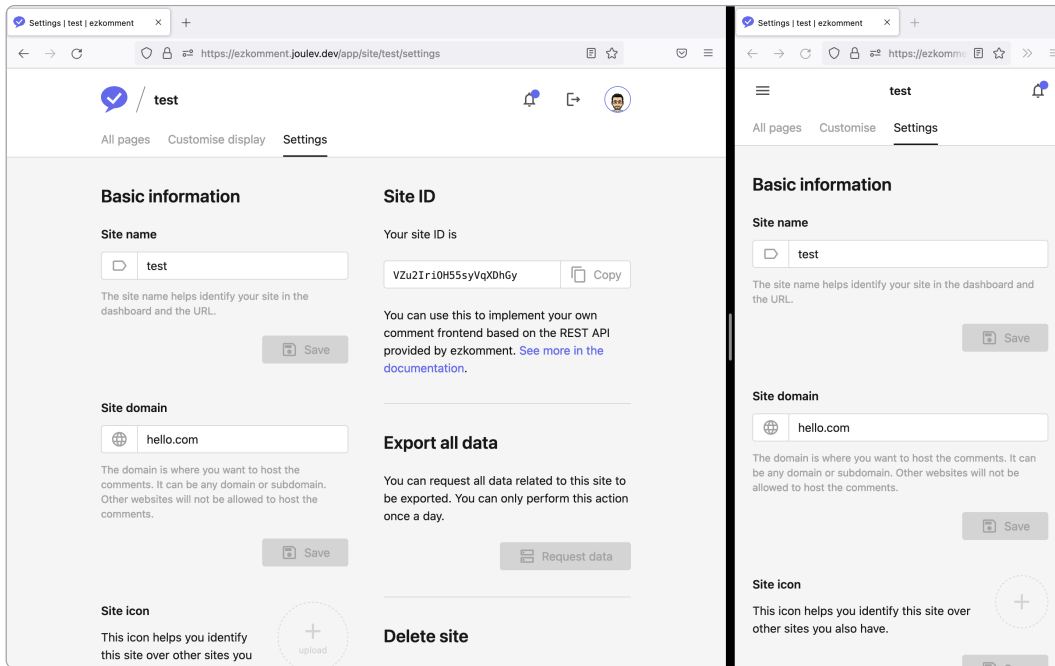 Settings | test | ezkomment
https://ezkomment.joulev.dev/app/site/test/settings
test
All pages
Customise display
Settings
Basic information
Site name
test
The site name helps identify your site in the
dashboard and the URL.
Save
Site domain
hello.com
The domain is where you want to host the
comments. It can be any domain or subdomain.
Other websites will not be allowed to host the
comments.
Save
Site icon
This icon helps you identify
this site over other sites you
upload
Site ID
Your site ID is
VZu2IriOH55syVqXDhGy
Copy
You can use this to implement your own
comment frontend based on the REST API
provided by ezkomment. See more in the
documentation.
Export all data
You can request all data related to this site to
be exported. You can only perform this action
once a day.
Request data
Delete site
Settings | test | ezkomment
https://ezkomme
test
All pages
Customise
Settings
Basic information
Site name
test
The site name helps identify your site in the dashboard and
the URL.
Save
Site domain
hello.com
The domain is where you want to host the comments. It can
be any domain or subdomain. Other websites will not be
allowed to host the comments.
Save
Site icon
This icon helps you identify this site over
other sites you also have.